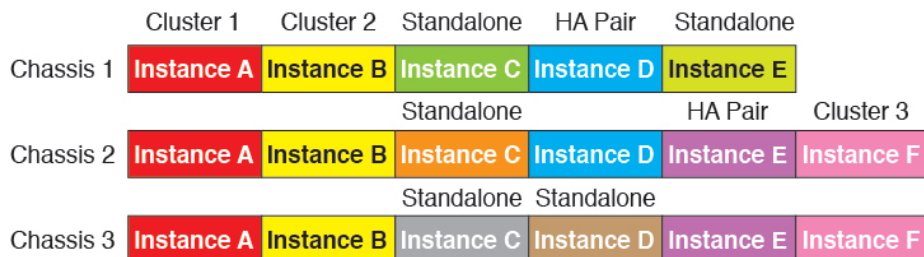 Cluster 1 Cluster 2 Standalone HA Pair Standalone
Chassis 1 Instance A Instance B Instance C Instance D Instance E
Standalone HA Pair Cluster 3
Chassis 2 Instance A Instance B Instance C Instance D Instance E Instance F
Standalone Standalone
Chassis 3 Instance A Instance B Instance C Instance D Instance E Instance F